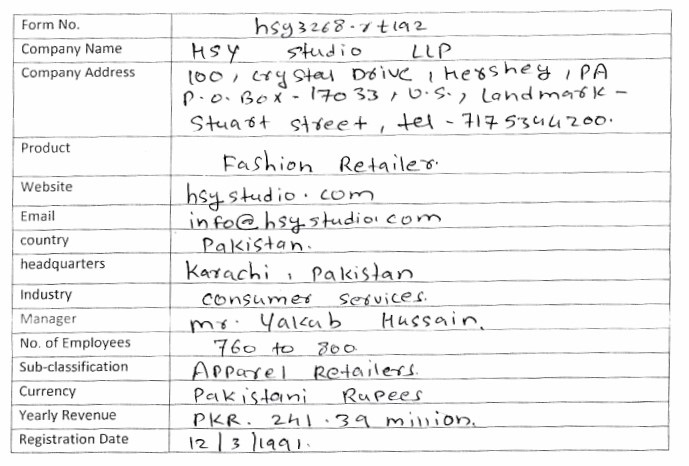 Form No. hsy3268.rt192
Company Name HSY Studio LLP
Company Address 100, Crystal Drive, Hershey, PA
P.O. Box - 17033, U.S., Landmark -
Stuart street, tel - 7175344200.
Product Fashion Retailer.
Website hsystudio.com
Email info@hsystudio.com
country Pakistan.
headquarters Karachi, Pakistan
Industry consumer services.
Manager mr. Yakub Hussain.
No. of Employees 760 to 800
Sub-classification Apparel Retailers.
Currency Pakistani Rupees
Yearly Revenue PKR. 241.39 million.
Registration Date 12/3/1991.